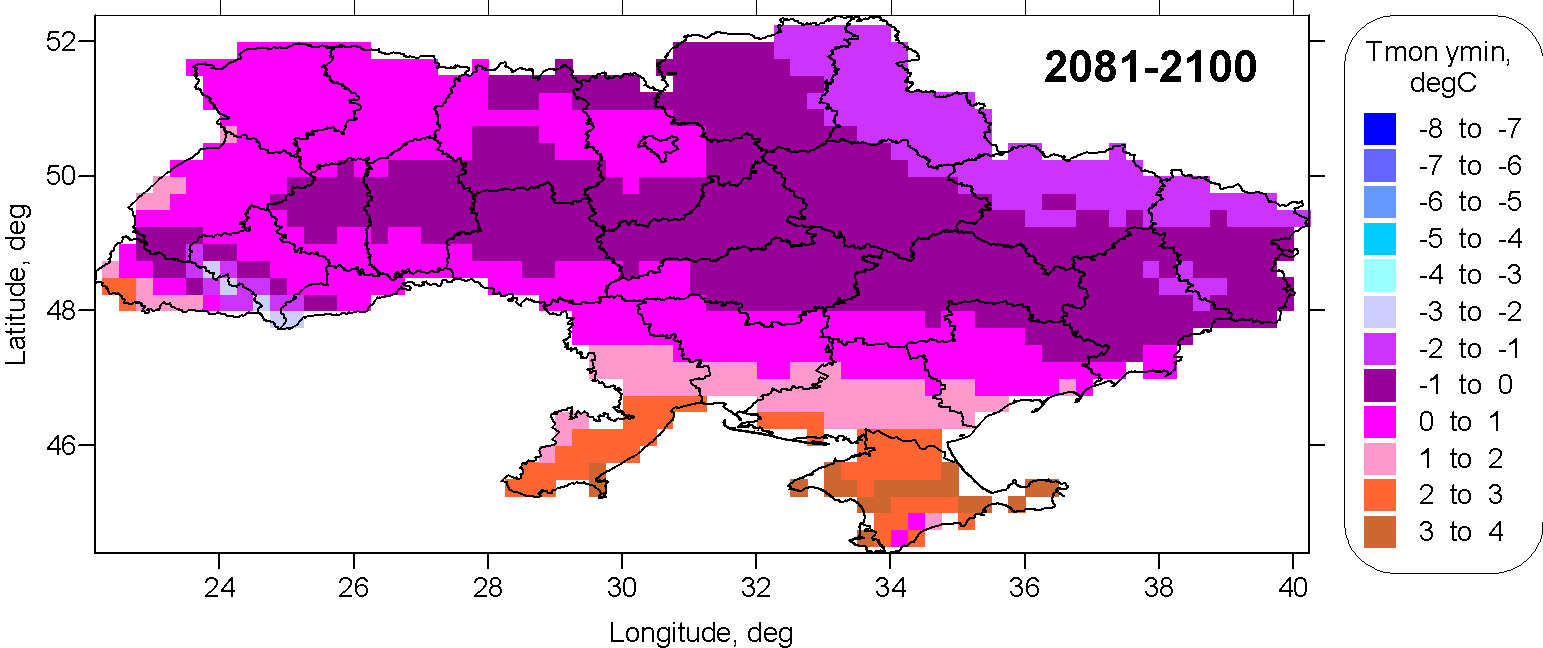 2081-2100
52
50
48
46
Latitude, deg
24 26 28 30 32 34 36 38 40
Longitude, deg
Tmon ymin,
degC
-8 to -7
-7 to -6
-6 to -5
-5 to -4
-4 to -3
-3 to -2
-2 to -1
-1 to 0
0 to 1
1 to 2
2 to 3
3 to 4